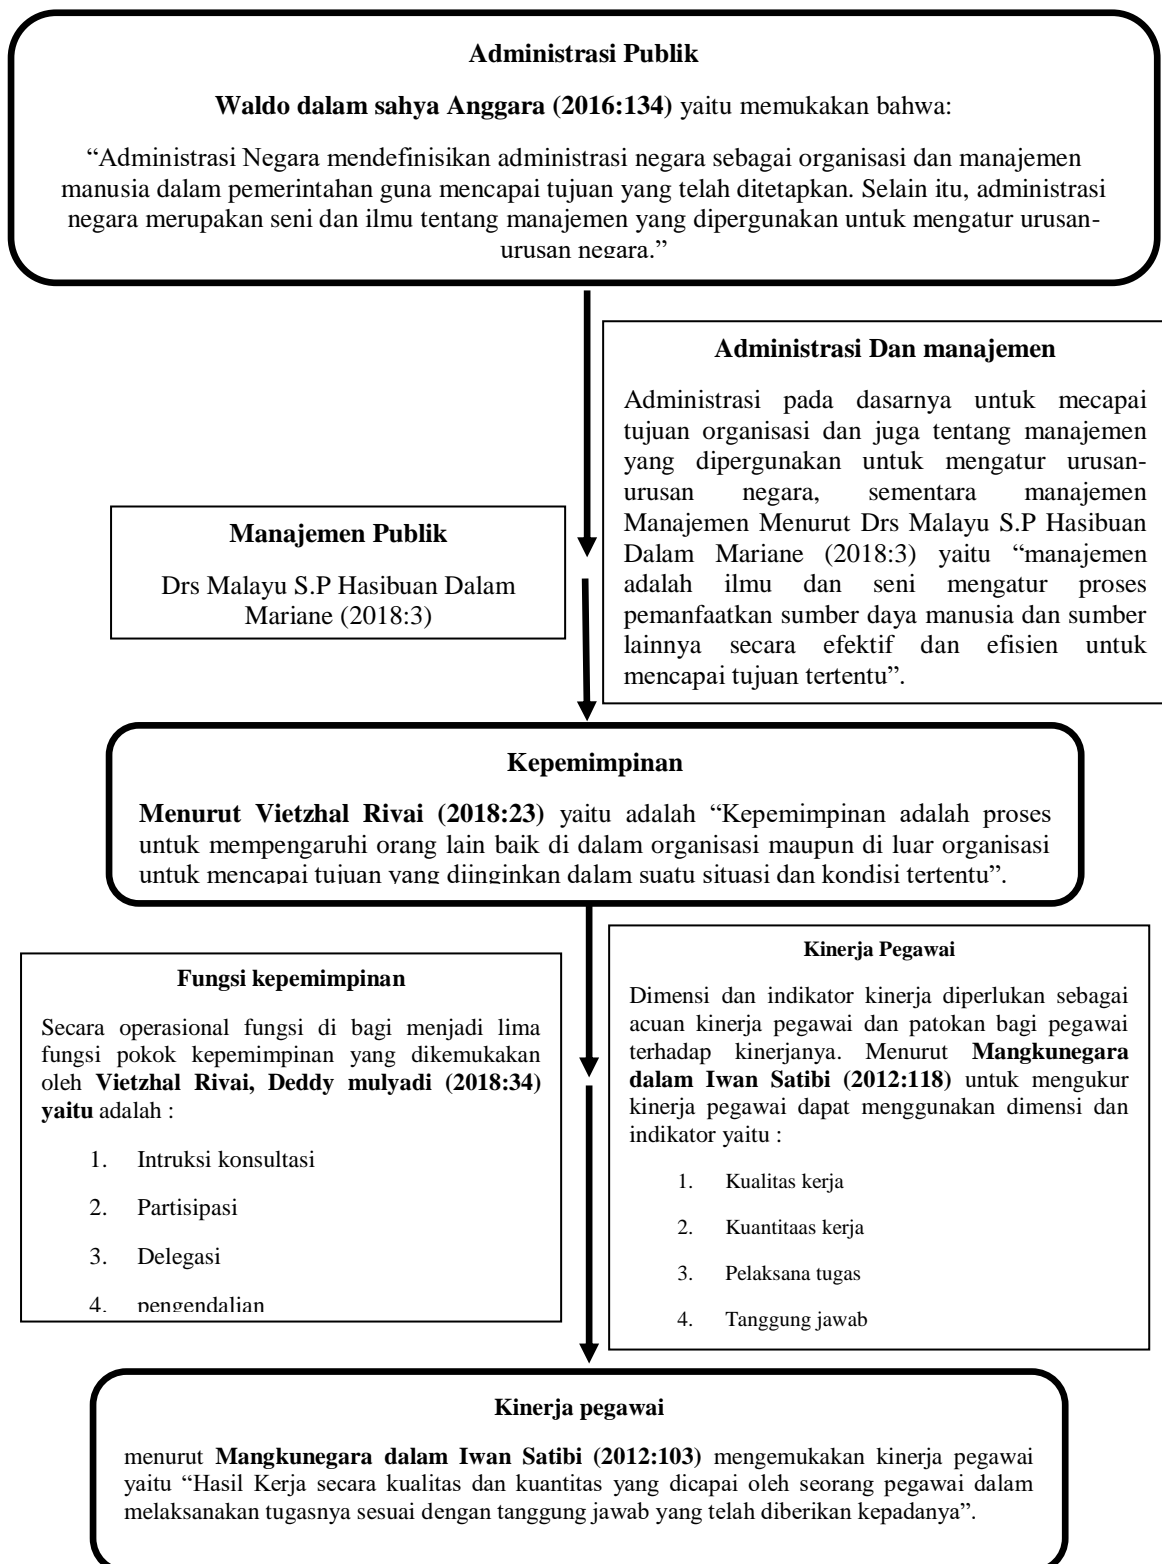 Administrasi Publik
Waldo dalam sahya Anggara (2016:134) yaitu memukakan bahwa:
“Administrasi Negara mendefinisikan administrasi negara sebagai organisasi dan manajemen
manusia dalam pemerintahan guna mencapai tujuan yang telah ditetapkan. Selain itu, administrasi
negara merupakan seni dan ilmu tentang manajemen yang dipergunakan untuk mengatur urusan-
urusan negara.”
Administrasi Dan manajemen
Administrasi pada dasarnya untuk mecapai
tujuan organisasi dan juga tentang manajemen
yang dipergunakan untuk mengatur urusan-
urusan negara, sementara manajemen
Manajemen Menurut Drs Malayu S.P Hasibuan
Dalam Mariane (2018:3) yaitu “manajemen
adalah ilmu dan seni mengatur proses
pemanfaatkan sumber daya manusia dan sumber
lainnya secara efektif dan efisien untuk
mencapai tujuan tertentu”.
Manajemen Publik
Drs Malayu S.P Hasibuan Dalam
Mariane (2018:3)
Kepemimpinan
Menurut Vietzhal Rivai (2018:23) yaitu adalah “Kepemimpinan adalah proses
untuk mempengaruhi orang lain baik di dalam organisasi maupun di luar organisasi
untuk mencapai tujuan yang diinginkan dalam suatu situasi dan kondisi tertentu”.
Fungsi kepemimpinan
Secara operasional fungsi di bagi menjadi lima
fungsi pokok kepemimpinan yang dikemukakan
oleh Vietzhal Rivai, Deddy mulyadi (2018:34)
yaitu adalah :
1. Intruksi konsultasi
2. Partisipasi
3. Delegasi
4. pengendalian
Kinerja Pegawai
Dimensi dan indikator kinerja diperlukan sebagai
acuan kinerja pegawai dan patokan bagi pegawai
terhadap kinerjanya. Menurut Mangkunegara
dalam Iwan Satibi (2012:118) untuk mengukur
kinerja pegawai dapat menggunakan dimensi dan
indikator yaitu :
1. Kualitas kerja
2. Kuantitaas kerja
3. Pelaksana tugas
4. Tanggung jawab
Kinerja pegawai
menurut Mangkunegara dalam Iwan Satibi (2012:103) mengemukakan kinerja pegawai
yaitu “Hasil Kerja secara kualitas dan kuantitas yang dicapai oleh seorang pegawai dalam
melaksanakan tugasnya sesuai dengan tanggung jawab yang telah diberikan kepadanya”.